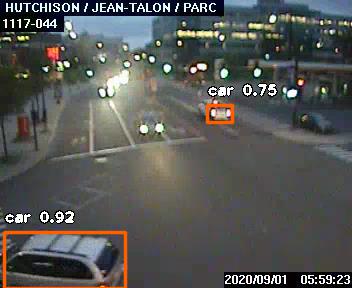 HUTCHISON / JEAN-TALON / PARC
1117-044
car 0.75
car 0.92
2020/09/01 05:59:23